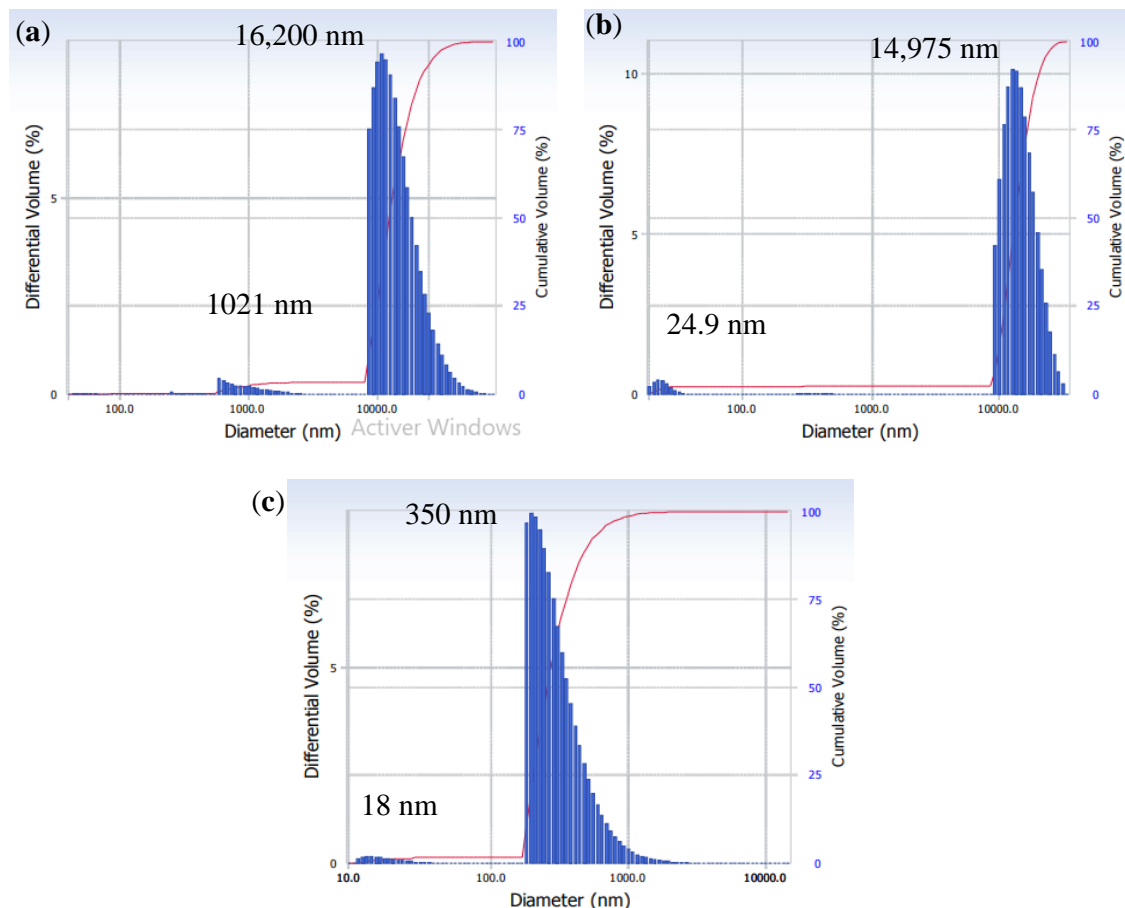 (a)
16,200 nm
1021 nm
Differential Volume (%)
5
0
100
75
50
25
0
Cumulative Volume (%)
100.0
1000.0
10000.0
Diameter (nm)
Activer Windows
(b)
14,975 nm
24.9 nm
Differential Volume (%)
10
5
0
100
75
50
25
0
Cumulative Volume (%)
100.0
1000.0
10000.0
Diameter (nm)
(c)
350 nm
18 nm
Differential Volume (%)
5
0
100
75
50
25
0
Cumulative Volume (%)
10.0
100.0
1000.0
10000.0
Diameter (nm)